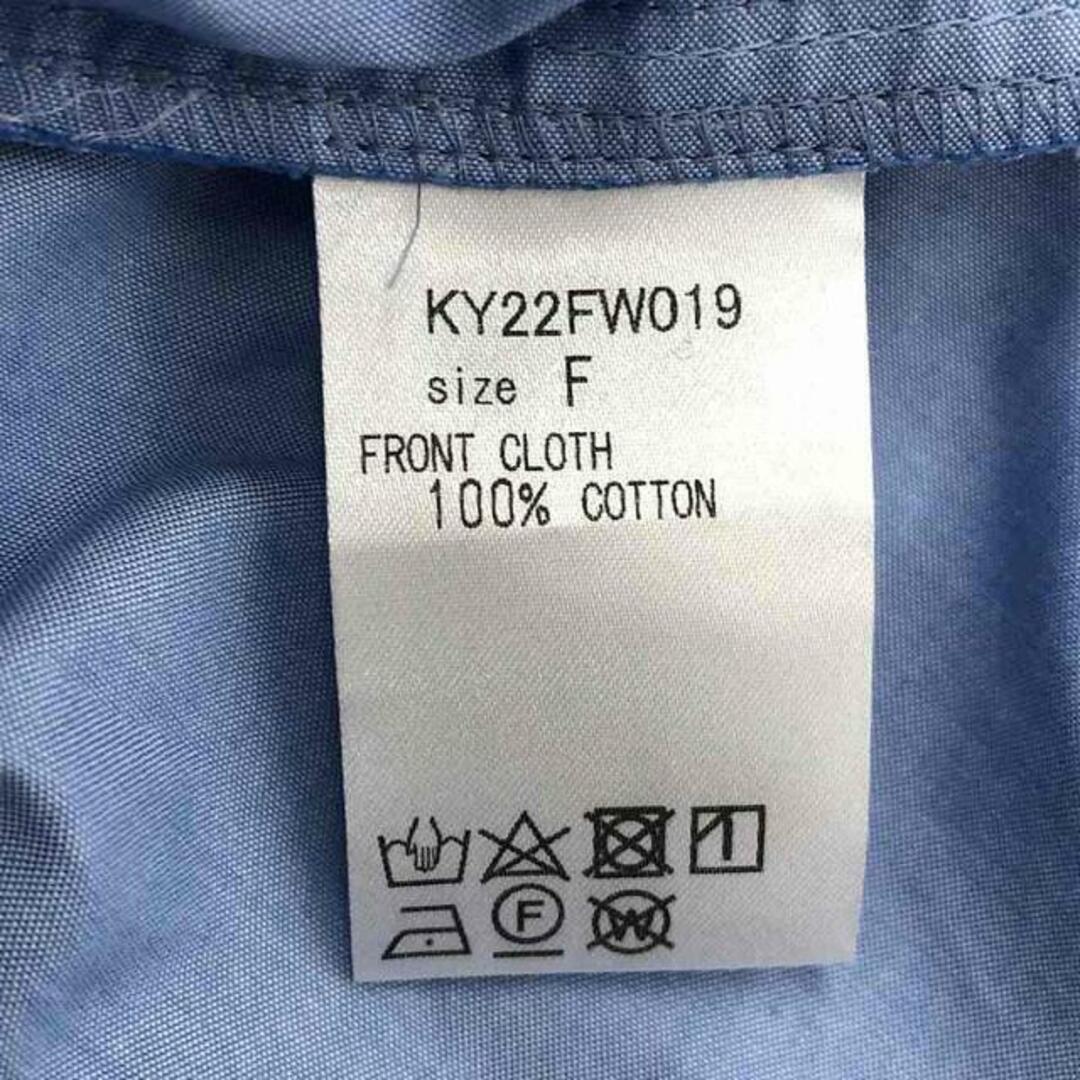 KY22FW019
size F
FRONT CLOTH
100% COTTON
F
W